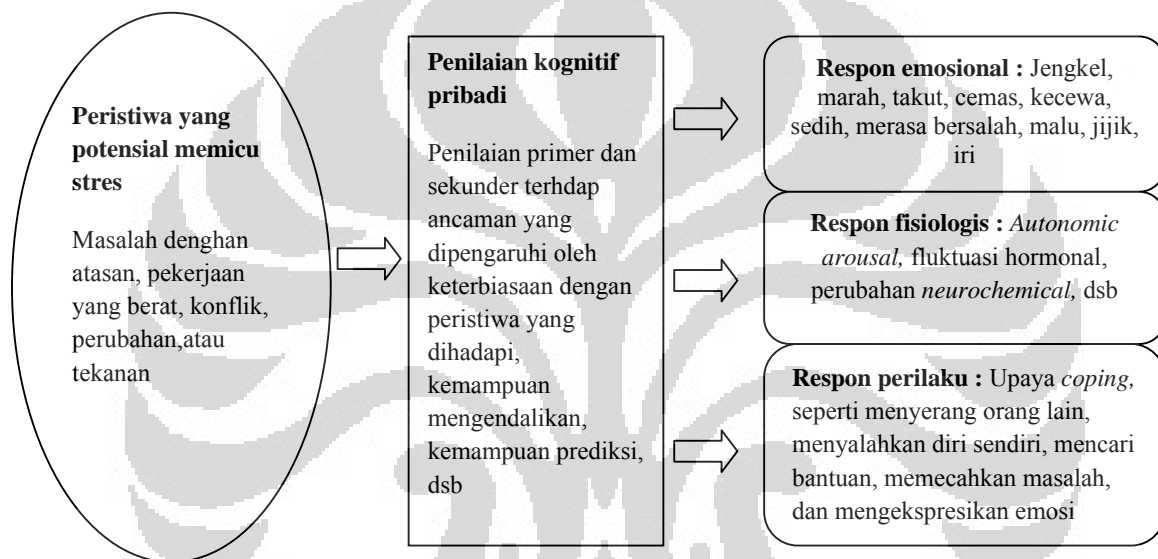 Peristiwa yang
potensial memicu
stres
Masalah denghan
atasan, pekerjaan
yang berat, konflik,
perubahan,atau
tekanan
Penilaian kognitif
pribadi
Penilaian primer dan
sekunder terhdap
ancaman yang
dipengaruhi oleh
keterbiasaan dengan
peristiwa yang
dihadapi,
kemampuan
mengendalikan,
kemampuan prediksi,
dsb
Respon emosional : Jengkel,
marah, takut, cemas, kecewa,
sedih, merasa bersalah, malu, jijik,
iri
Respon fisiologis : Autonomic
arousal, fluktuasi hormonal,
perubahan neurochemical, dsb
Respon perilaku : Upaya coping,
seperti menyerang orang lain,
menyalahkan diri sendiri, mencari
bantuan, memecahkan masalah,
dan mengekspresikan emosi